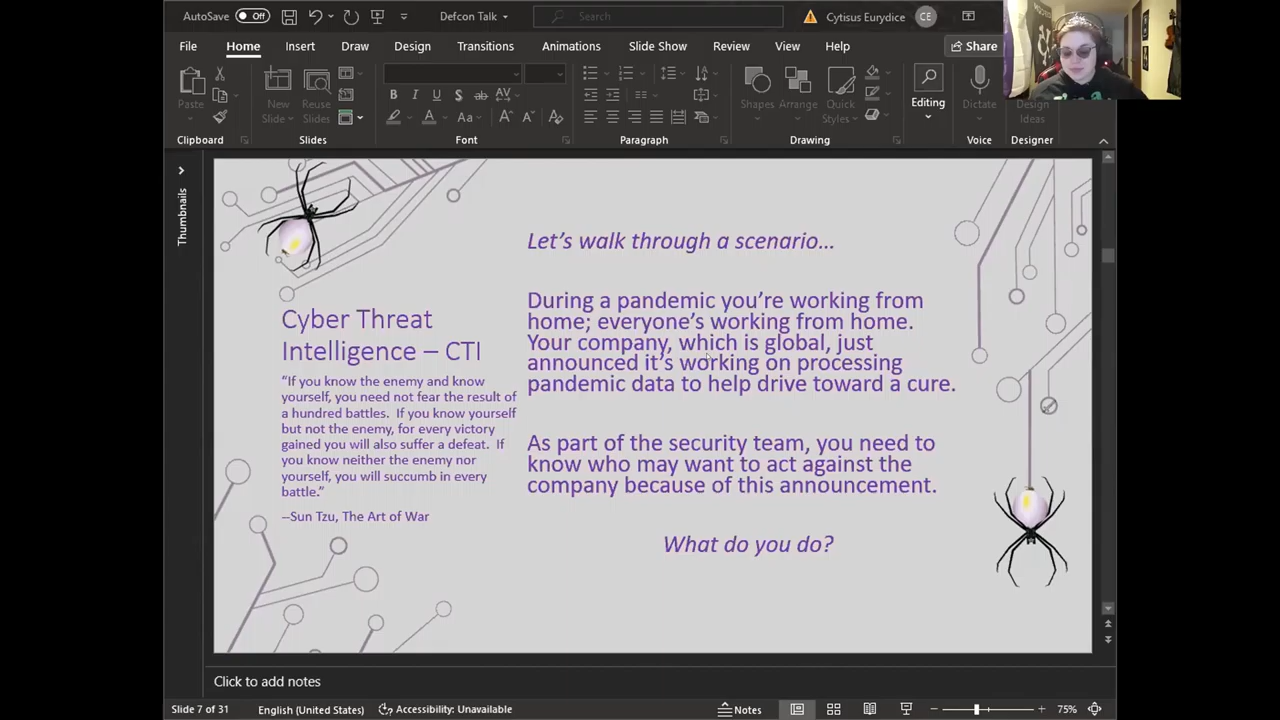 AutoSave Off
Defcon Talk
Search
Cytisus Eurydice CE
File Home Insert Draw Design Transitions Animations Slide Show Review View Help Share
Paste
New Slide
Reuse Slides
B I U S ab AV
Aa A A A
Shapes Arrange Quick Styles
Editing
Dictate
Design Ideas
Clipboard Slides Font Paragraph Drawing Voice Designer
Thumbnails
Cyber Threat
Intelligence – CTI
“If you know the enemy and know
yourself, you need not fear the result of
a hundred battles.  If you know yourself
but not the enemy, for every victory
gained you will also suffer a defeat.  If
you know neither the enemy nor
yourself, you will succumb in every
battle.”
–Sun Tzu, The Art of War
Let’s walk through a scenario…
During a pandemic you’re working from
home; everyone’s working from home.
Your company, which is global, just
announced it’s working on processing
pandemic data to help drive toward a cure.
As part of the security team, you need to
know who may want to act against the
company because of this announcement.
What do you do?
Click to add notes
Slide 7 of 31 English (United States) Accessibility: Unavailable Notes 75%